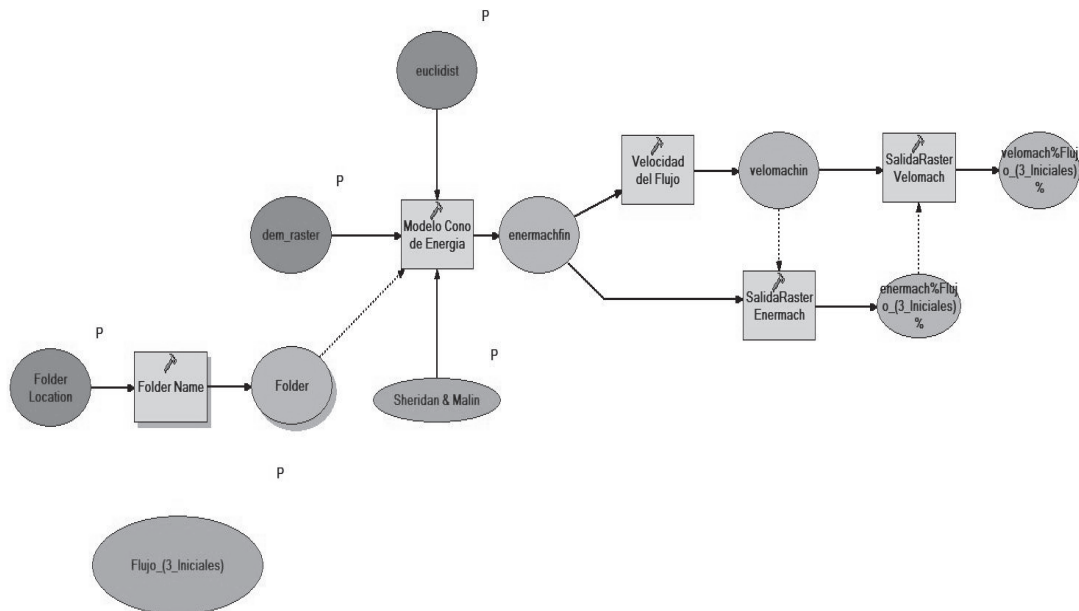 P
euclidist
P
dem_raster
Modelo Cono
de Energia
enermachfin
Velocidad
del Flujo
velomachin
SalidaRaster
Velomach
velomach%Fluj
o_(3_Iniciales)
%
SalidaRaster
Enermach
enermach%Fluj
o_(3_Iniciales)
%
P
Folder
Location
Folder Name
Folder
P
Sheridan & Malin
P
Flujo_(3_Iniciales)